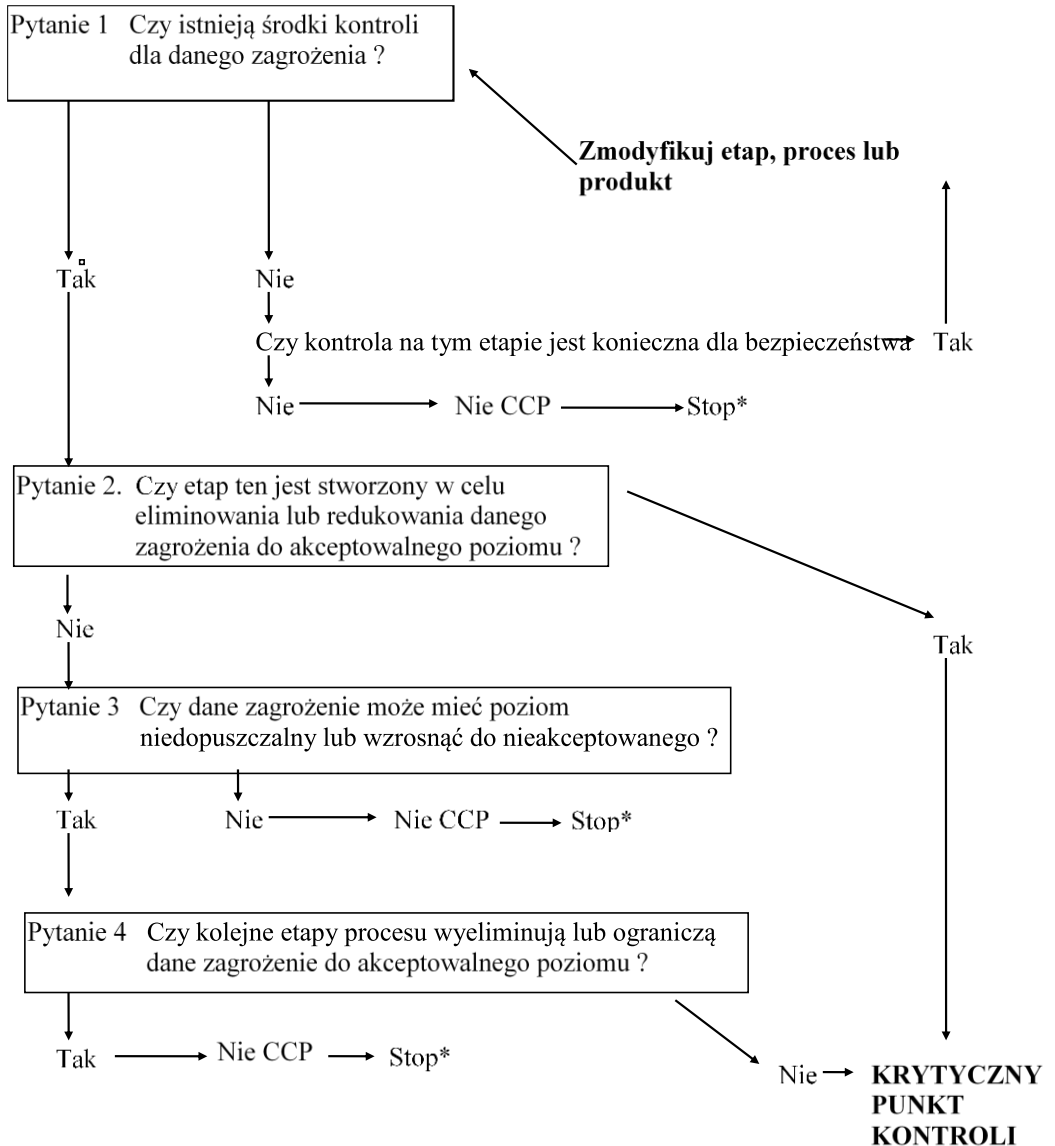 Pytanie 1 Czy istnieją środki kontroli
dla danego zagrożenia ?
Zmodyfikuj etap, proces lub
produkt
Tak
Nie
Czy kontrola na tym etapie jest konieczna dla bezpieczeństwa
Tak
Nie
Nie CCP
Stop*
Pytanie 2. Czy etap ten jest stworzony w celu
eliminowania lub redukowania danego
zagrożenia do akceptowalnego poziomu ?
Nie
Tak
Pytanie 3 Czy dane zagrożenie może mieć poziom
niedopuszczalny lub wzrosnąć do nieakceptowanego ?
Tak
Nie
Nie CCP
Stop*
Pytanie 4 Czy kolejne etapy procesu wyeliminują lub ograniczą
dane zagrożenie do akceptowalnego poziomu ?
Tak
Nie CCP
Stop*
Nie
KRYTYCZNY
PUNKT
KONTROLI